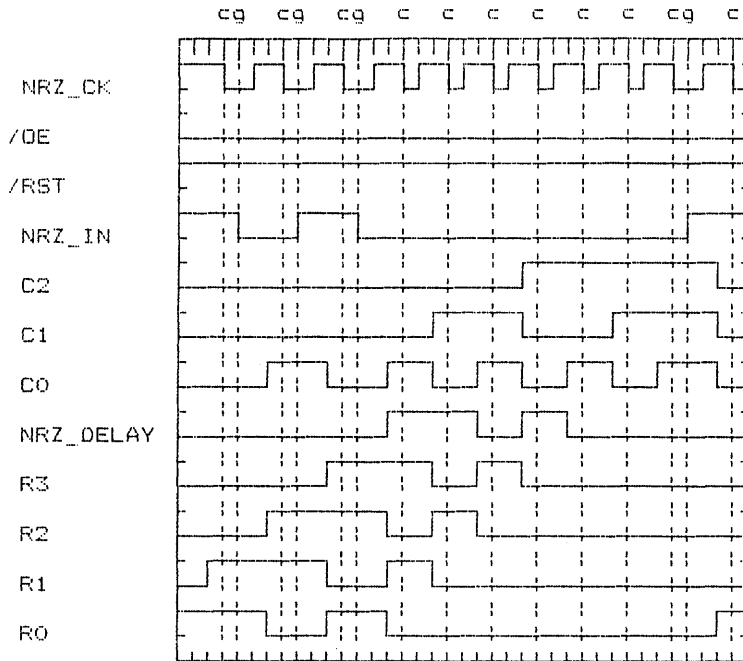 cg cg cg c c c c c cg c
NRZ_CK
/OE
/RST
NRZ_IN
C2
C1
C0
NRZ_DELAY
R3
R2
R1
R0